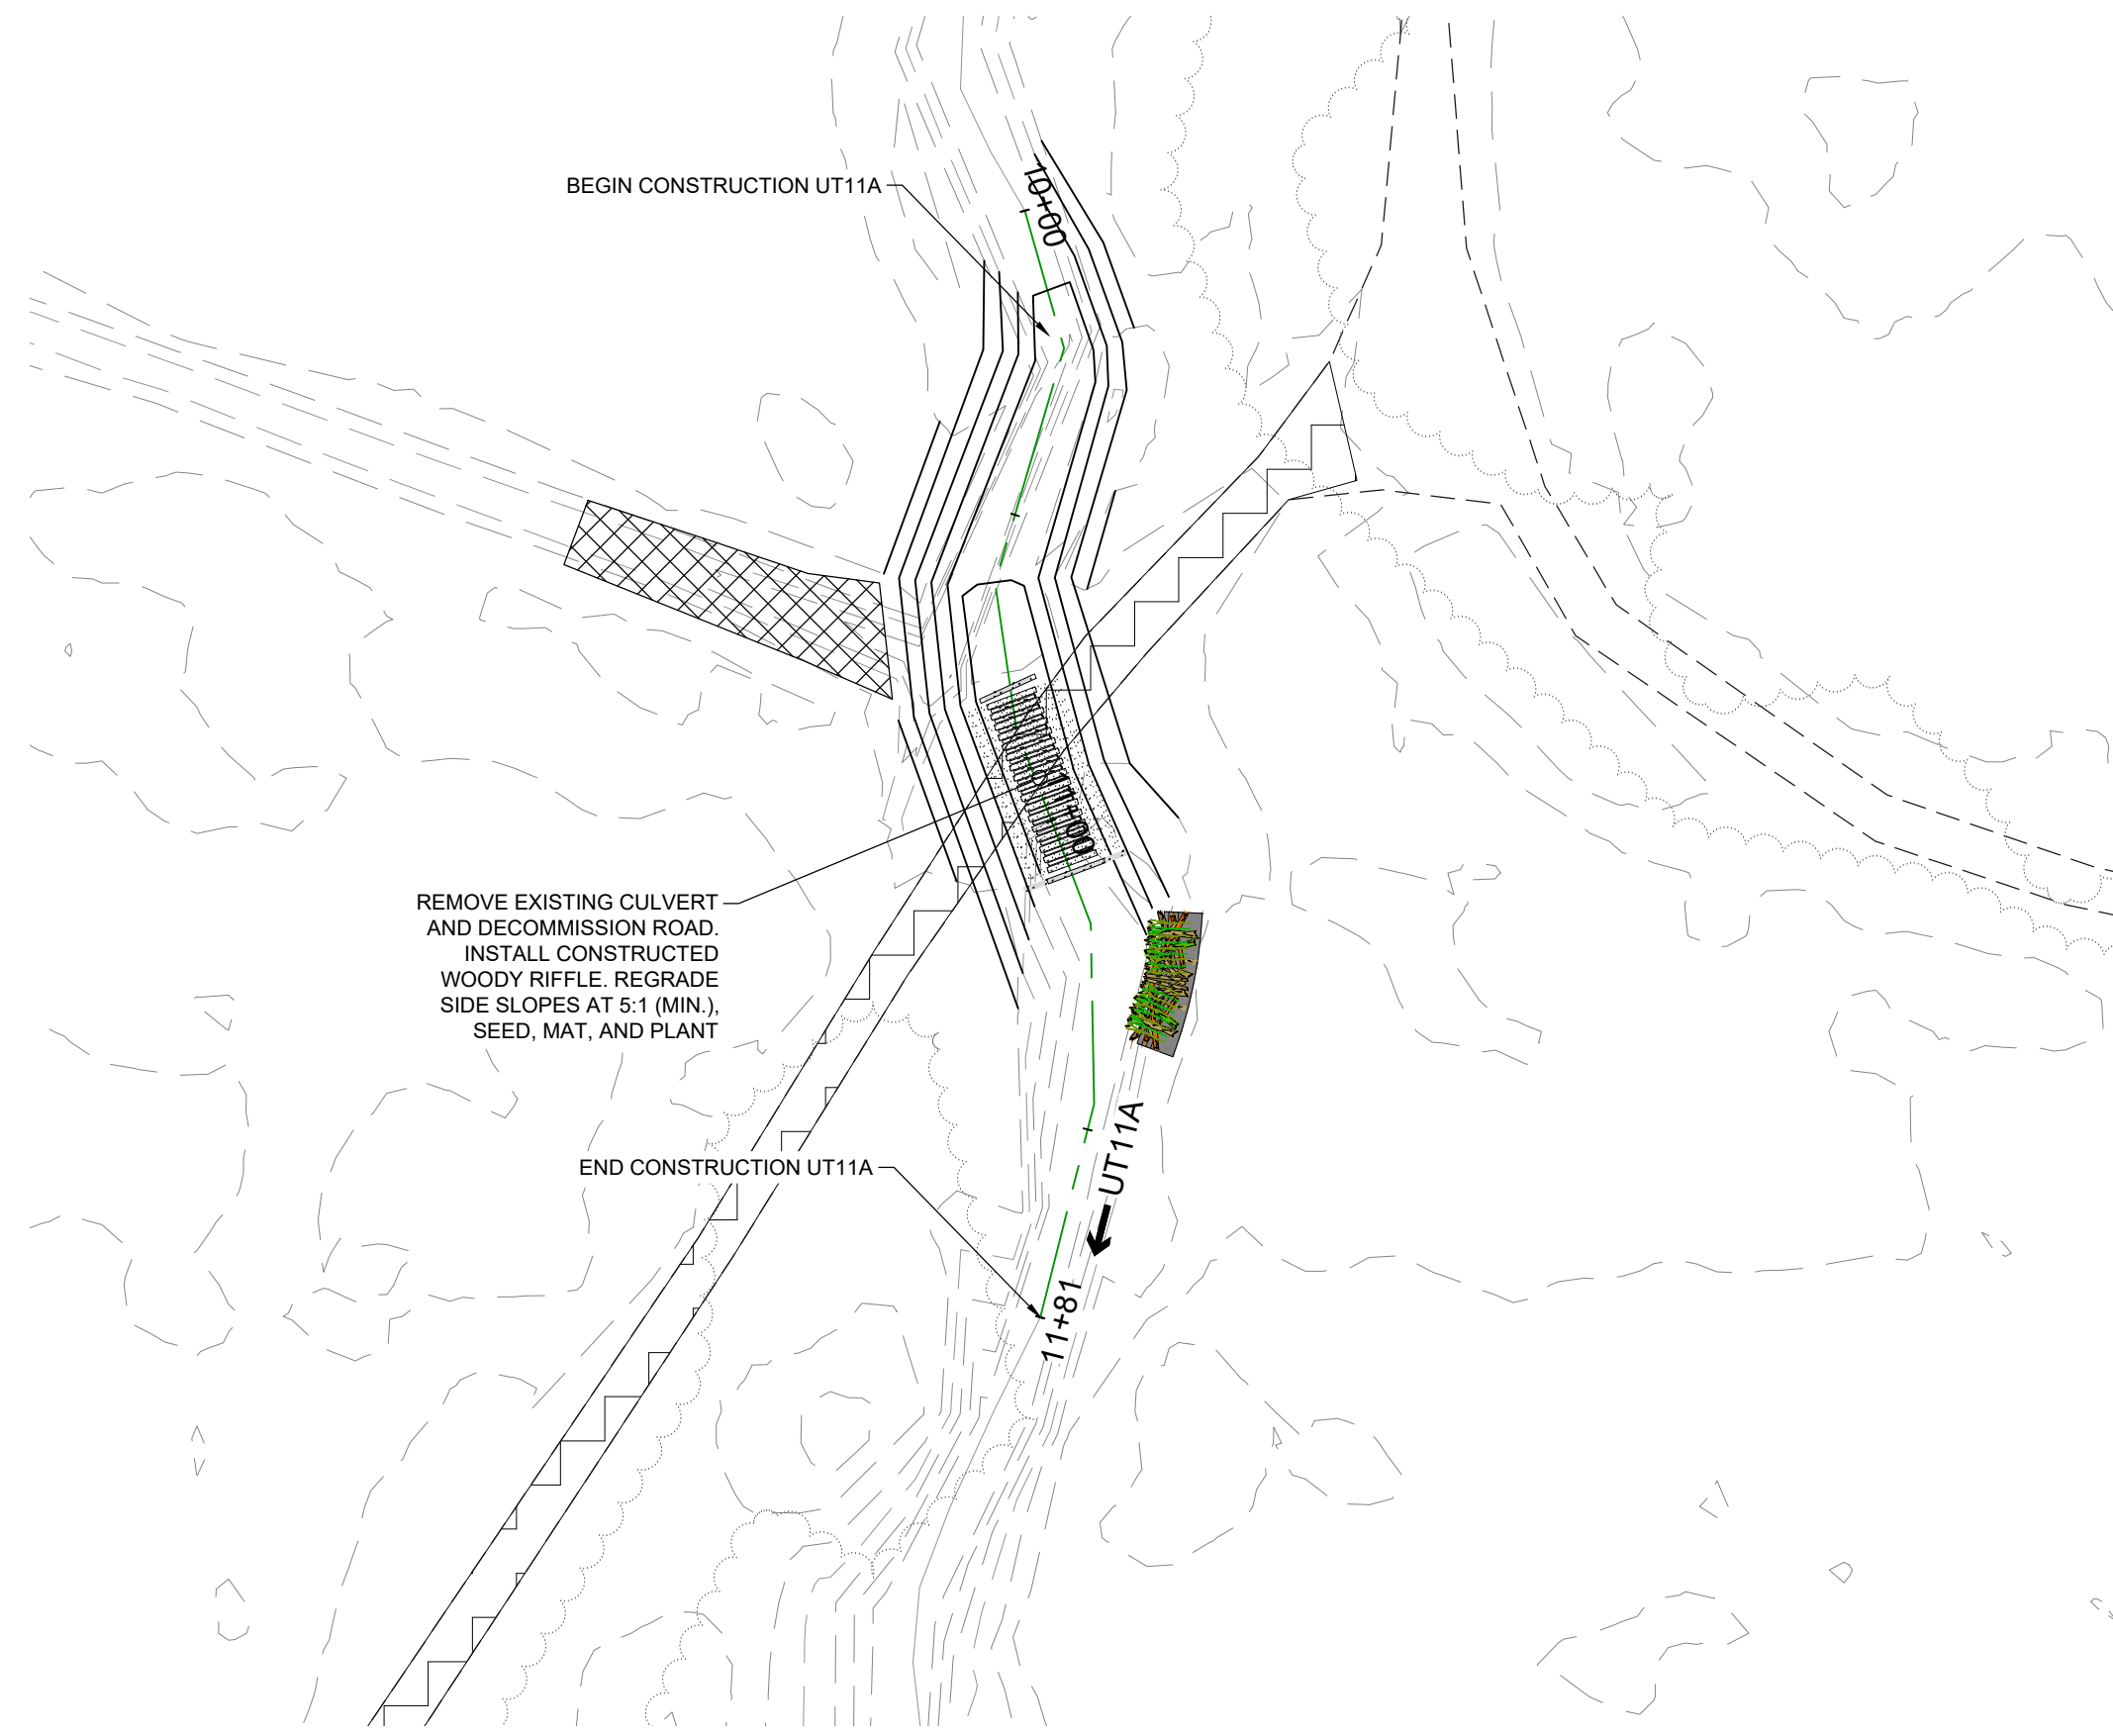 10+00
BEGIN CONSTRUCTION UT11A
11+00
REMOVE EXISTING CULVERT
AND DECOMMISSION ROAD.
INSTALL CONSTRUCTED
WOODY RIFFLE. REGRADE
SIDE SLOPES AT 5:1 (MIN.),
SEED, MAT, AND PLANT
UT11A
END CONSTRUCTION UT11A
11+81